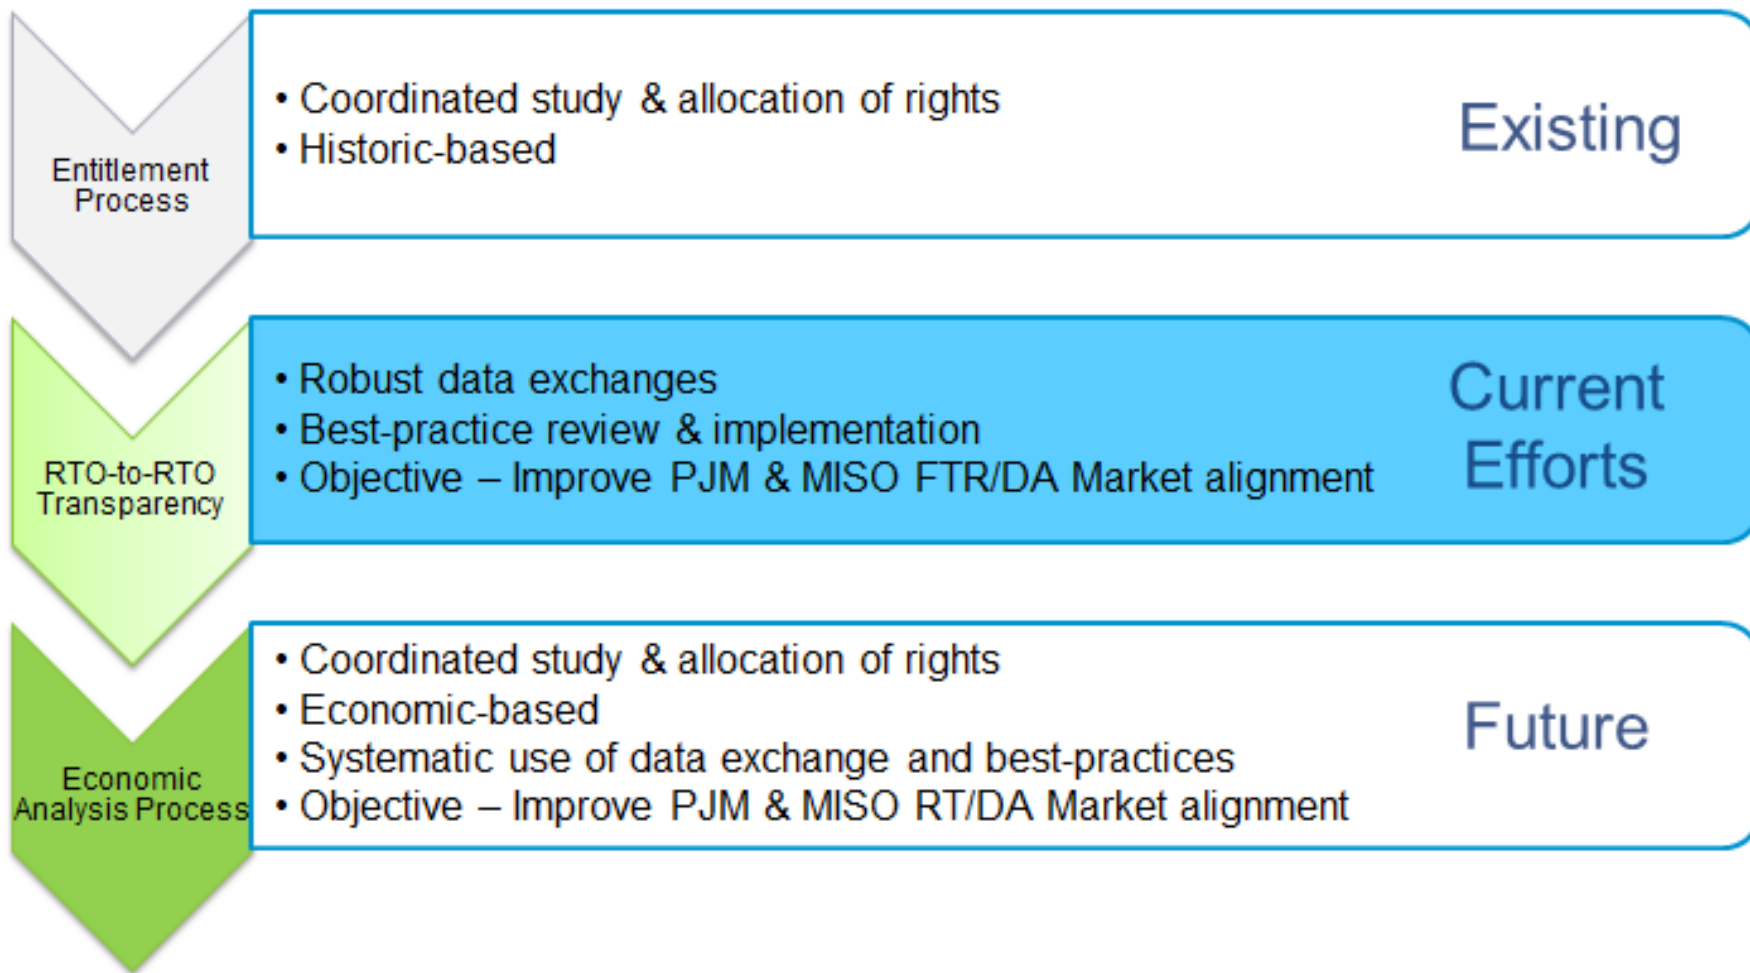 Entitlement
Process
• Coordinated study & allocation of rights
• Historic-based
Existing
RTO-to-RTO
Transparency
• Robust data exchanges
• Best-practice review & implementation
• Objective – Improve PJM & MISO FTR/DA Market alignment
Current
Efforts
Economic
Analysis Process
• Coordinated study & allocation of rights
• Economic-based
• Systematic use of data exchange and best-practices
• Objective – Improve PJM & MISO RT/DA Market alignment
Future